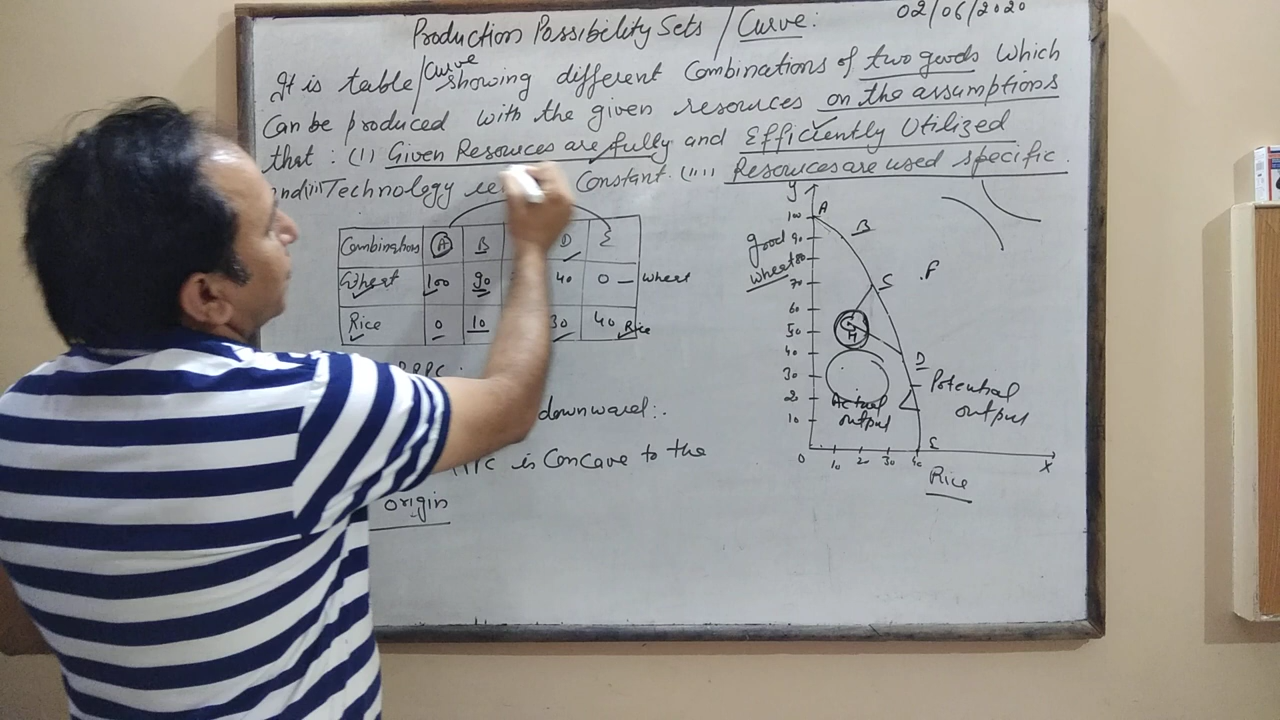 Production Possibility Sets / Curve: 02/06/2020
It is table/Curve showing different Combinations of two goods Which
Can be produced with the given resources on the assumptions
that : (1) Given Resources are fully and Efficiently Utilized
and (ii) Technology Constant. (iii) Resources are used specific.
Combinations A B D E
Wheat 100 90 40 0 Wheat
Rice 0 10 30 40 Rice
PPC
downward:.
PPC is Concave to the
origin
y
100 A
B
good 90
Wheat 80
70 C .F
60
50 G
H
40 D
30
20
10
Potential
output
Actual
output
0 10 20 30 40 E X
Rice